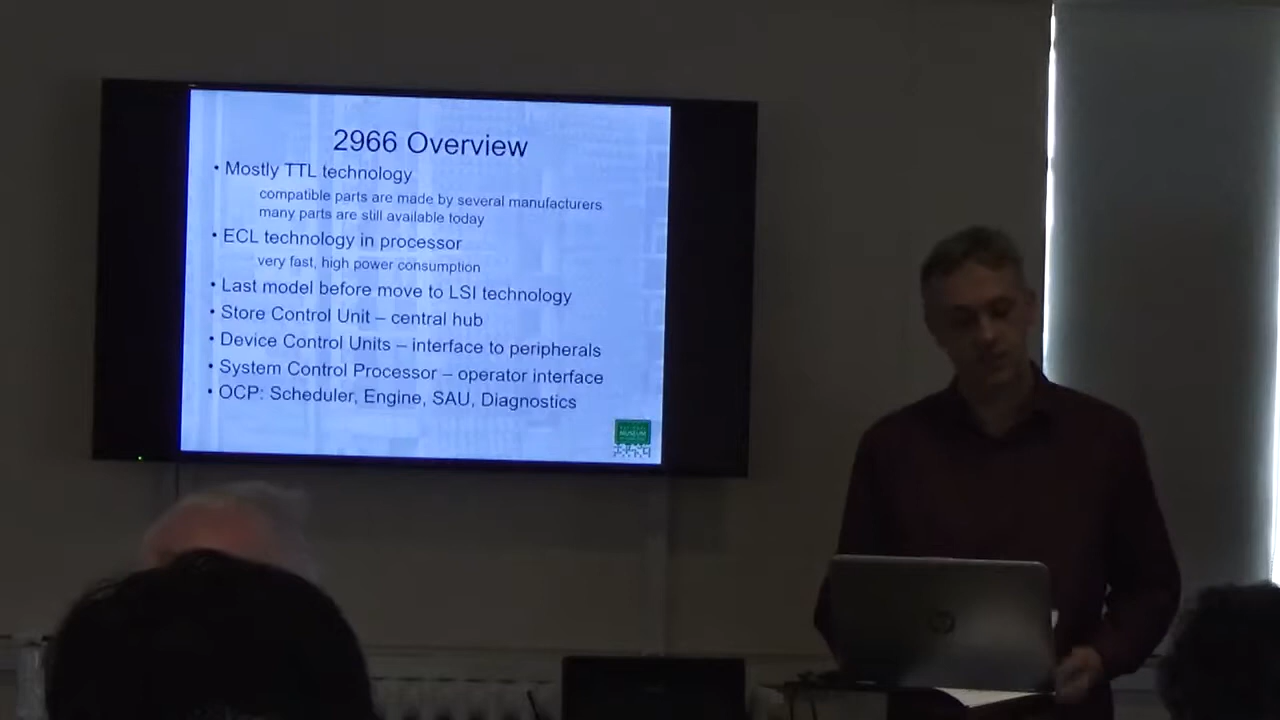 2966 Overview
• Mostly TTL technology
compatible parts are made by several manufacturers
many parts are still available today
• ECL technology in processor
very fast, high power consumption
• Last model before move to LSI technology
• Store Control Unit – central hub
• Device Control Units – interface to peripherals
• System Control Processor – operator interface
• OCP: Scheduler, Engine, SAU, Diagnostics
MUSEUM